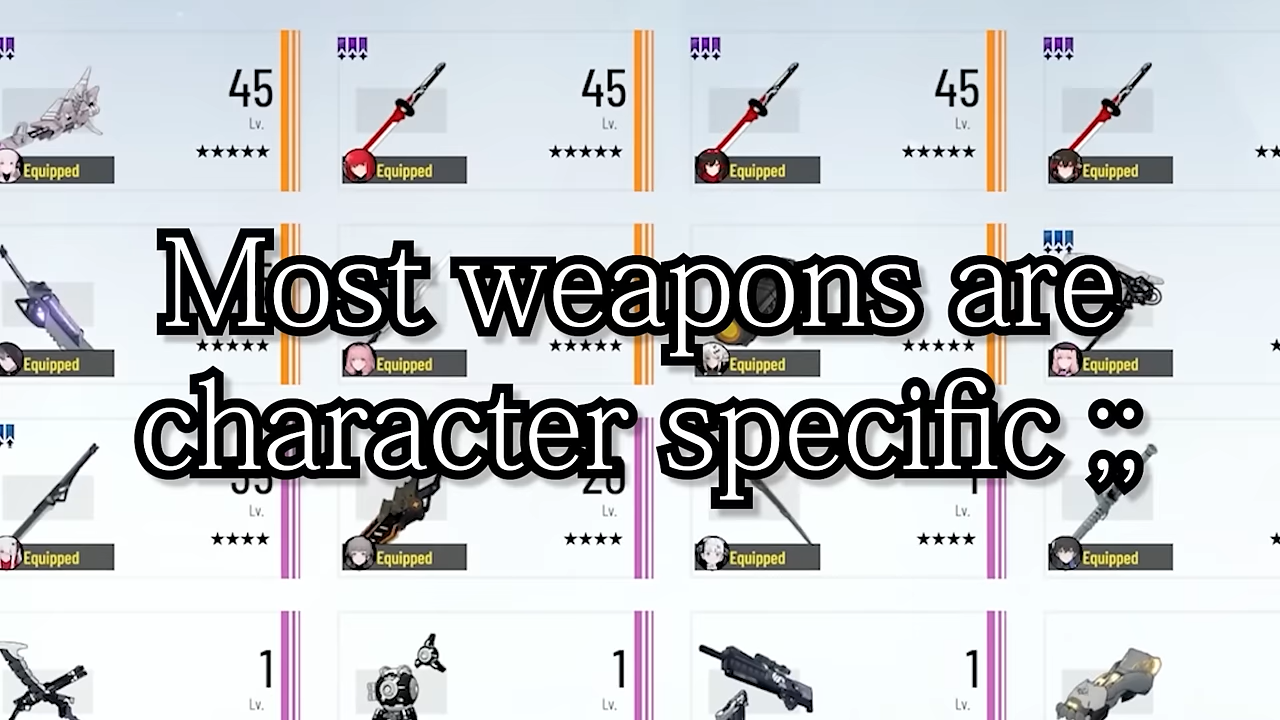 45
45
45
Lv.
Lv.
Lv.
★★★★★
★★★★★
★★★★★
★★
Equipped
Equipped
Equipped
Equipped
Most weapons are
★★★★★
★★★★★
★★★★★
Equipped
Equipped
Equipped
Equipped
character specific ;;
Lv.
Lv.
Lv.
★★★★
★★★★
★★★★
Equipped
Equipped
Equipped
Equipped
1
1
1
Lv.
Lv.
Lv.